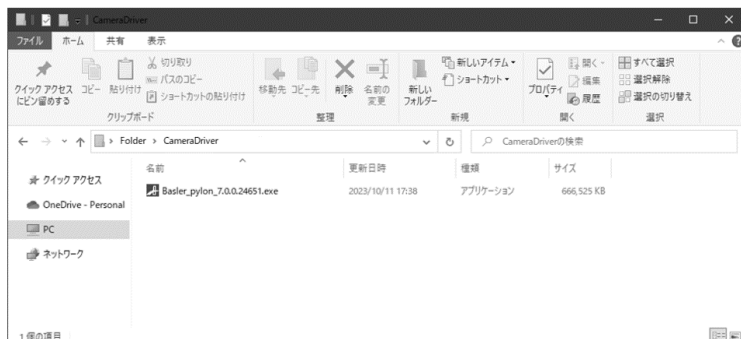 CameraDriver
ファイル ホーム 共有 表示
クイック アクセスにピン留めする
コピー
貼り付け
切り取り
パスのコピー
ショートカットの貼り付け
クリップボード
移動先
コピー先
削除
名前の変更
整理
新しいフォルダー
新しいアイテム
ショートカット
新規
プロパティ
開く
編集
履歴
開く
すべて選択
選択解除
選択の切り替え
選択
Folder > CameraDriver
CameraDriverの検索
名前 更新日時 種類 サイズ
Basler_pylon_7.0.0.24651.exe 2023/10/11 17:38 アプリケーション 666,525 KB
クイック アクセス
OneDrive - Personal
PC
ネットワーク
1 個の項目